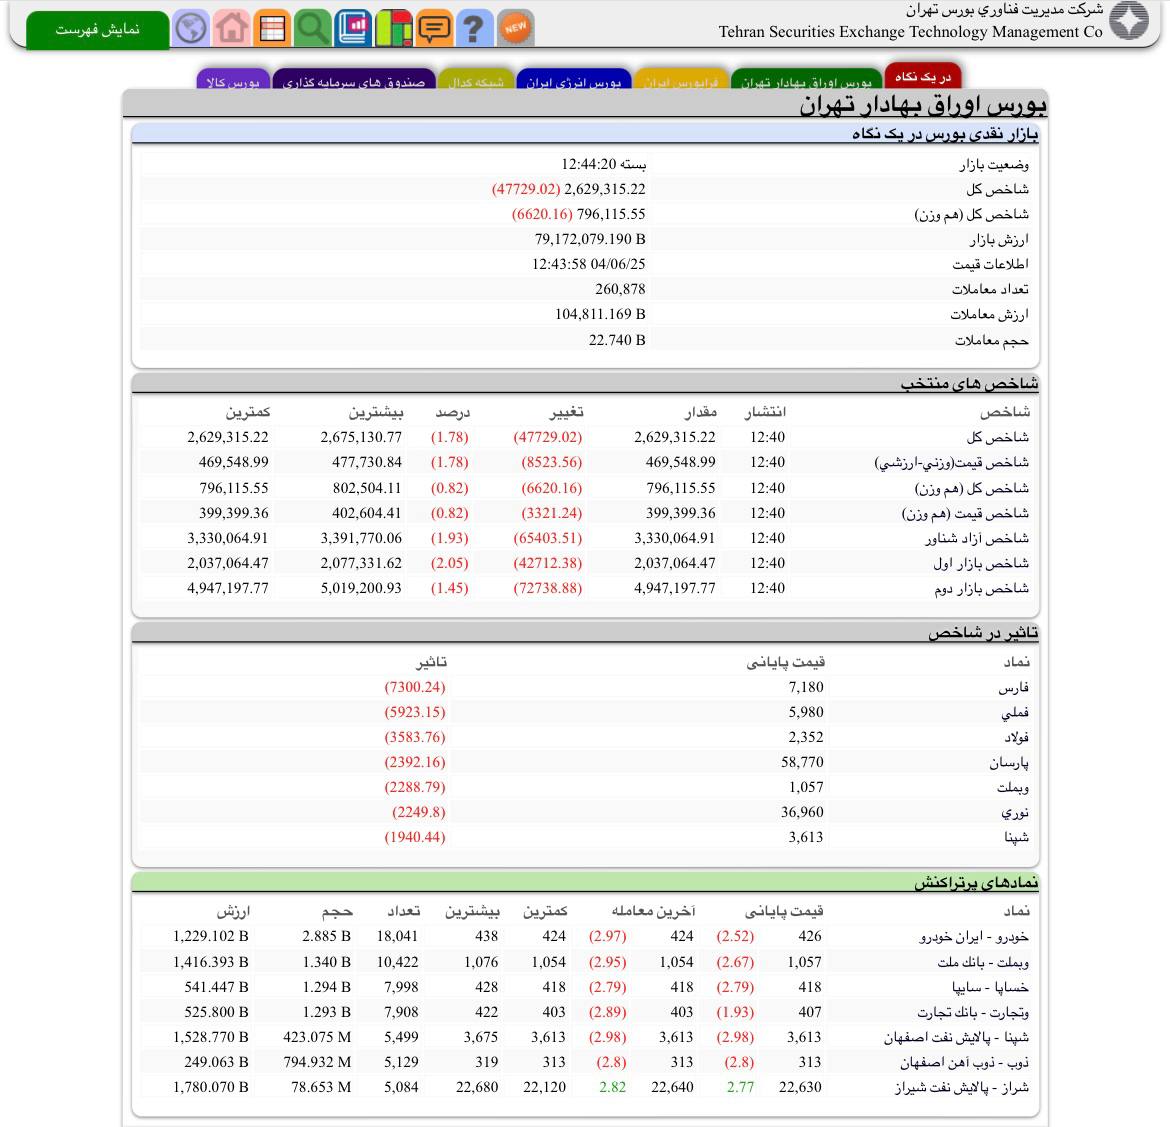 شركت مديريت فناوري بورس تهران
Tehran Securities Exchange Technology Management Co
NEW
نمایش فهرست
در یک نگاه بورس اوراق بهادار تهران فرابورس ایران بورس انرژی ایران شبکه کدال صندوق های سرمایه گذاری بورس کالا
بورس اوراق بهادار تهران
بازار نقدی بورس در یک نگاه
وضعیت بازار بسته 12:44:20
شاخص کل 2,629,315.22 (47729.02)
شاخص كل (هم وزن) 796,115.55 (6620.16)
ارزش بازار 79,172,079.190 B
اطلاعات قیمت 04/06/25 12:43:58
تعداد معاملات 260,878
ارزش معاملات 104,811.169 B
حجم معاملات 22.740 B
شاخص های منتخب
شاخص انتشار مقدار تغییر درصد بیشترین کمترین
شاخص كل 12:40 2,629,315.22 (47729.02) (1.78) 2,675,130.77 2,629,315.22
شاخص قيمت(وزني-ارزشي) 12:40 469,548.99 (8523.56) (1.78) 477,730.84 469,548.99
شاخص كل (هم وزن) 12:40 796,115.55 (6620.16) (0.82) 802,504.11 796,115.55
شاخص قيمت (هم وزن) 12:40 399,399.36 (3321.24) (0.82) 402,604.41 399,399.36
شاخص آزاد شناور 12:40 3,330,064.91 (65403.51) (1.93) 3,391,770.06 3,330,064.91
شاخص بازار اول 12:40 2,037,064.47 (42712.38) (2.05) 2,077,331.62 2,037,064.47
شاخص بازار دوم 12:40 4,947,197.77 (72738.88) (1.45) 5,019,200.93 4,947,197.77
تاثیر در شاخص
نماد قیمت پایانی تاثیر
فارس 7,180 (7300.24)
فملي 5,980 (5923.15)
فولاد 2,352 (3583.76)
پارسان 58,770 (2392.16)
وبملت 1,057 (2288.79)
نوري 36,960 (2249.8)
شپنا 3,613 (1940.44)
نمادهای پرتراکنش
نماد قیمت پایانی آخرین معامله کمترین بیشترین تعداد حجم ارزش
خودرو - ایران‌ خودرو 426 (2.52) 424 (2.97) 424 438 18,041 2.885 B 1,229.102 B
وبملت - بانك ملت 1,057 (2.67) 1,054 (2.95) 1,054 1,076 10,422 1.340 B 1,416.393 B
خساپا - سایپا 418 (2.79) 418 (2.79) 418 428 7,998 1.294 B 541.447 B
وتجارت - بانك تجارت 407 (1.93) 403 (2.89) 403 422 7,908 1.293 B 525.800 B
شپنا - پالایش نفت اصفهان 3,613 (2.98) 3,613 (2.98) 3,613 3,675 5,499 423.075 M 1,528.770 B
ذوب - ذوب آهن اصفهان 313 (2.8) 313 (2.8) 313 319 5,129 794.932 M 249.063 B
شراز - پالایش نفت شیراز 22,630 2.77 22,640 2.82 22,120 22,680 5,084 78.653 M 1,780.070 B